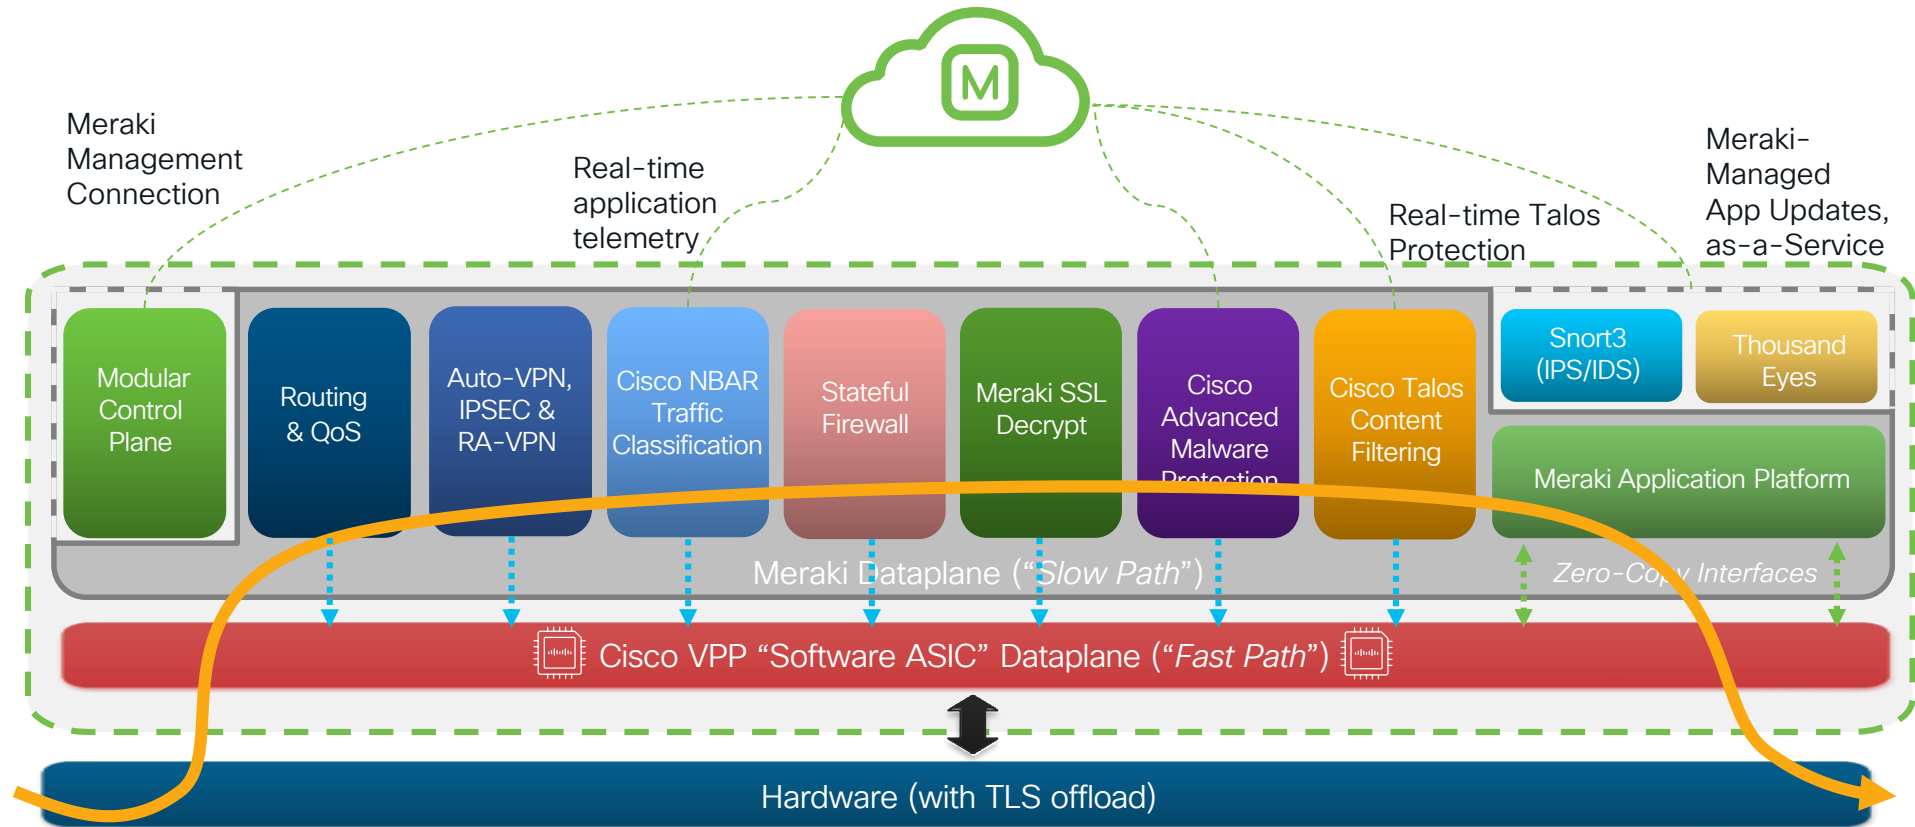 M
Meraki
Management
Connection
Real-time
application
telemetry
Real-time Talos
Protection
Meraki-
Managed
App Updates,
as-a-Service
Modular
Control
Plane
Routing
& QoS
Auto-VPN,
IPSEC &
RA-VPN
Cisco NBAR
Traffic
Classification
Stateful
Firewall
Meraki SSL
Decrypt
Cisco
Advanced
Malware
Protection
Cisco Talos
Content
Filtering
Snort3
(IPS/IDS)
Thousand
Eyes
Meraki Application Platform
Meraki Dataplane (“Slow Path”)
Zero-Copy Interfaces
Cisco VPP “Software ASIC” Dataplane (“Fast Path”)
Hardware (with TLS offload)